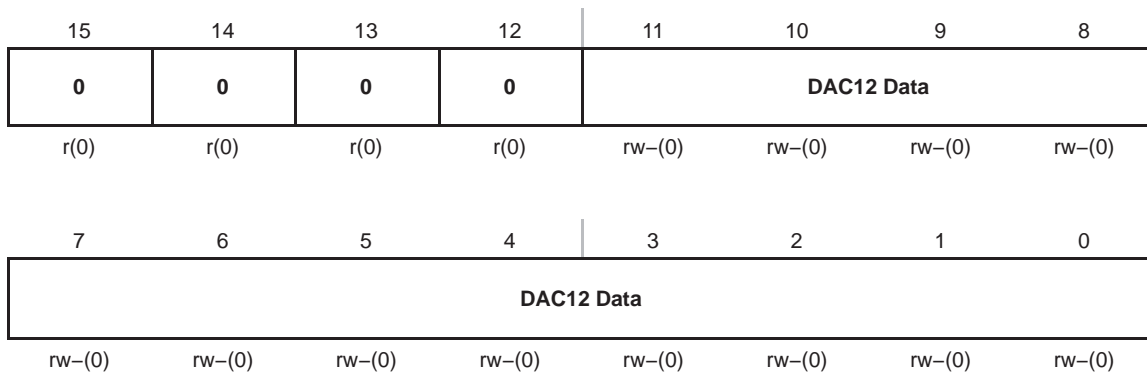 15 14 13 12 11 10 9 8
0 0 0 0 DAC12 Data
r(0) r(0) r(0) r(0) rw−(0) rw−(0) rw−(0) rw−(0)
7 6 5 4 3 2 1 0
DAC12 Data
rw−(0) rw−(0) rw−(0) rw−(0) rw−(0) rw−(0) rw−(0) rw−(0)